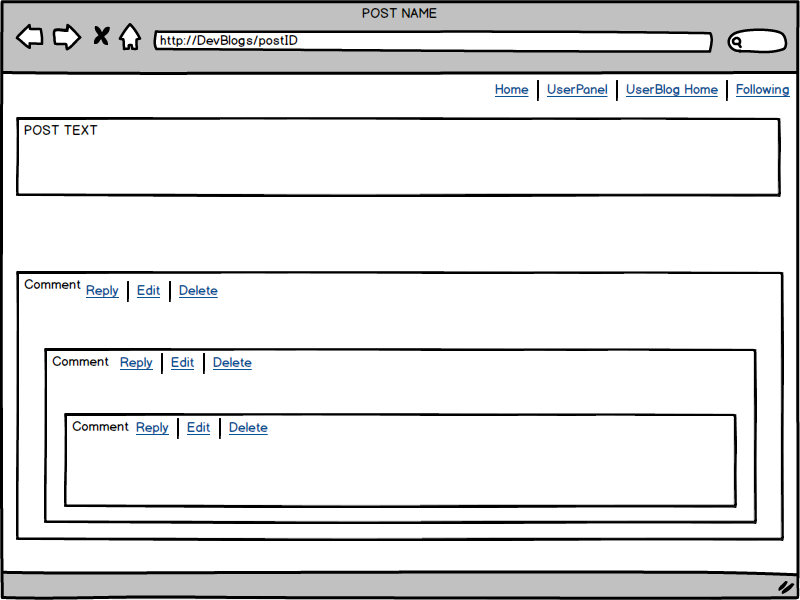 POST NAME
http://DevBlogs/postID
Home UserPanel UserBlog Home Following
POST TEXT
Comment Reply Edit Delete
Comment Reply Edit Delete
Comment Reply Edit Delete